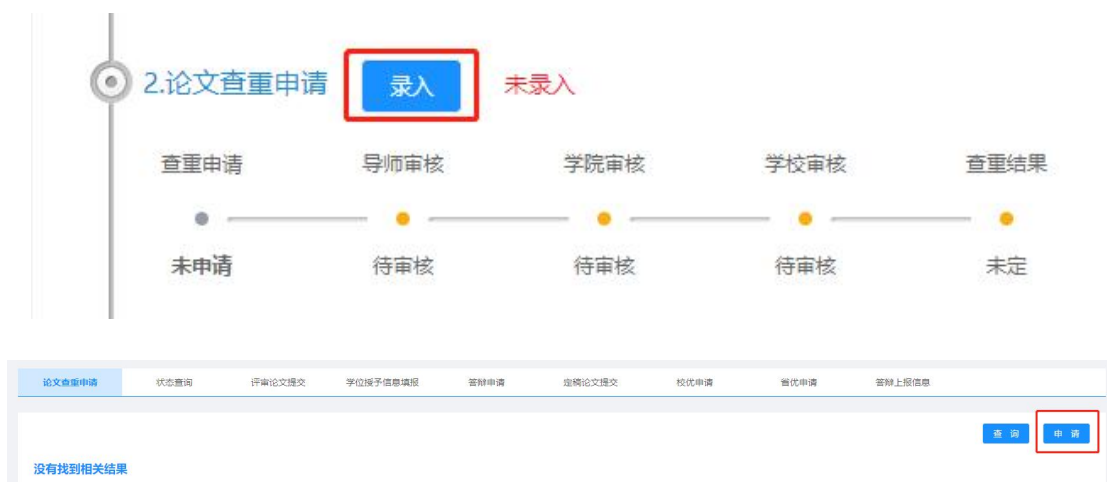 2.论文查重申请 录入 未录入
查重申请 导师审核 学院审核 学校审核 查重结果
未申请 待审核 待审核 待审核 未定
论文查重申请 状态查询 评审论文提交 学位授予信息填报 答辩申请 定稿论文提交 校优申请 省优申请 答辩上报信息
查 询 申 请
没有找到相关结果